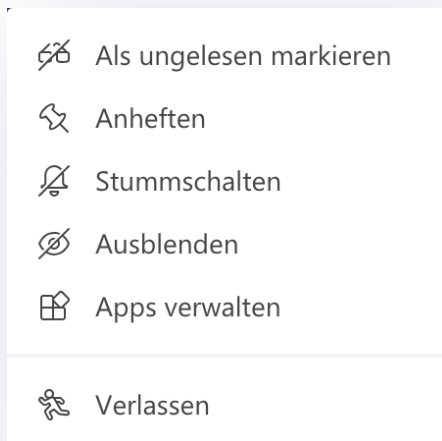 Als ungelesen markieren
Anheften
Stummschalten
Ausblenden
Apps verwalten
Verlassen